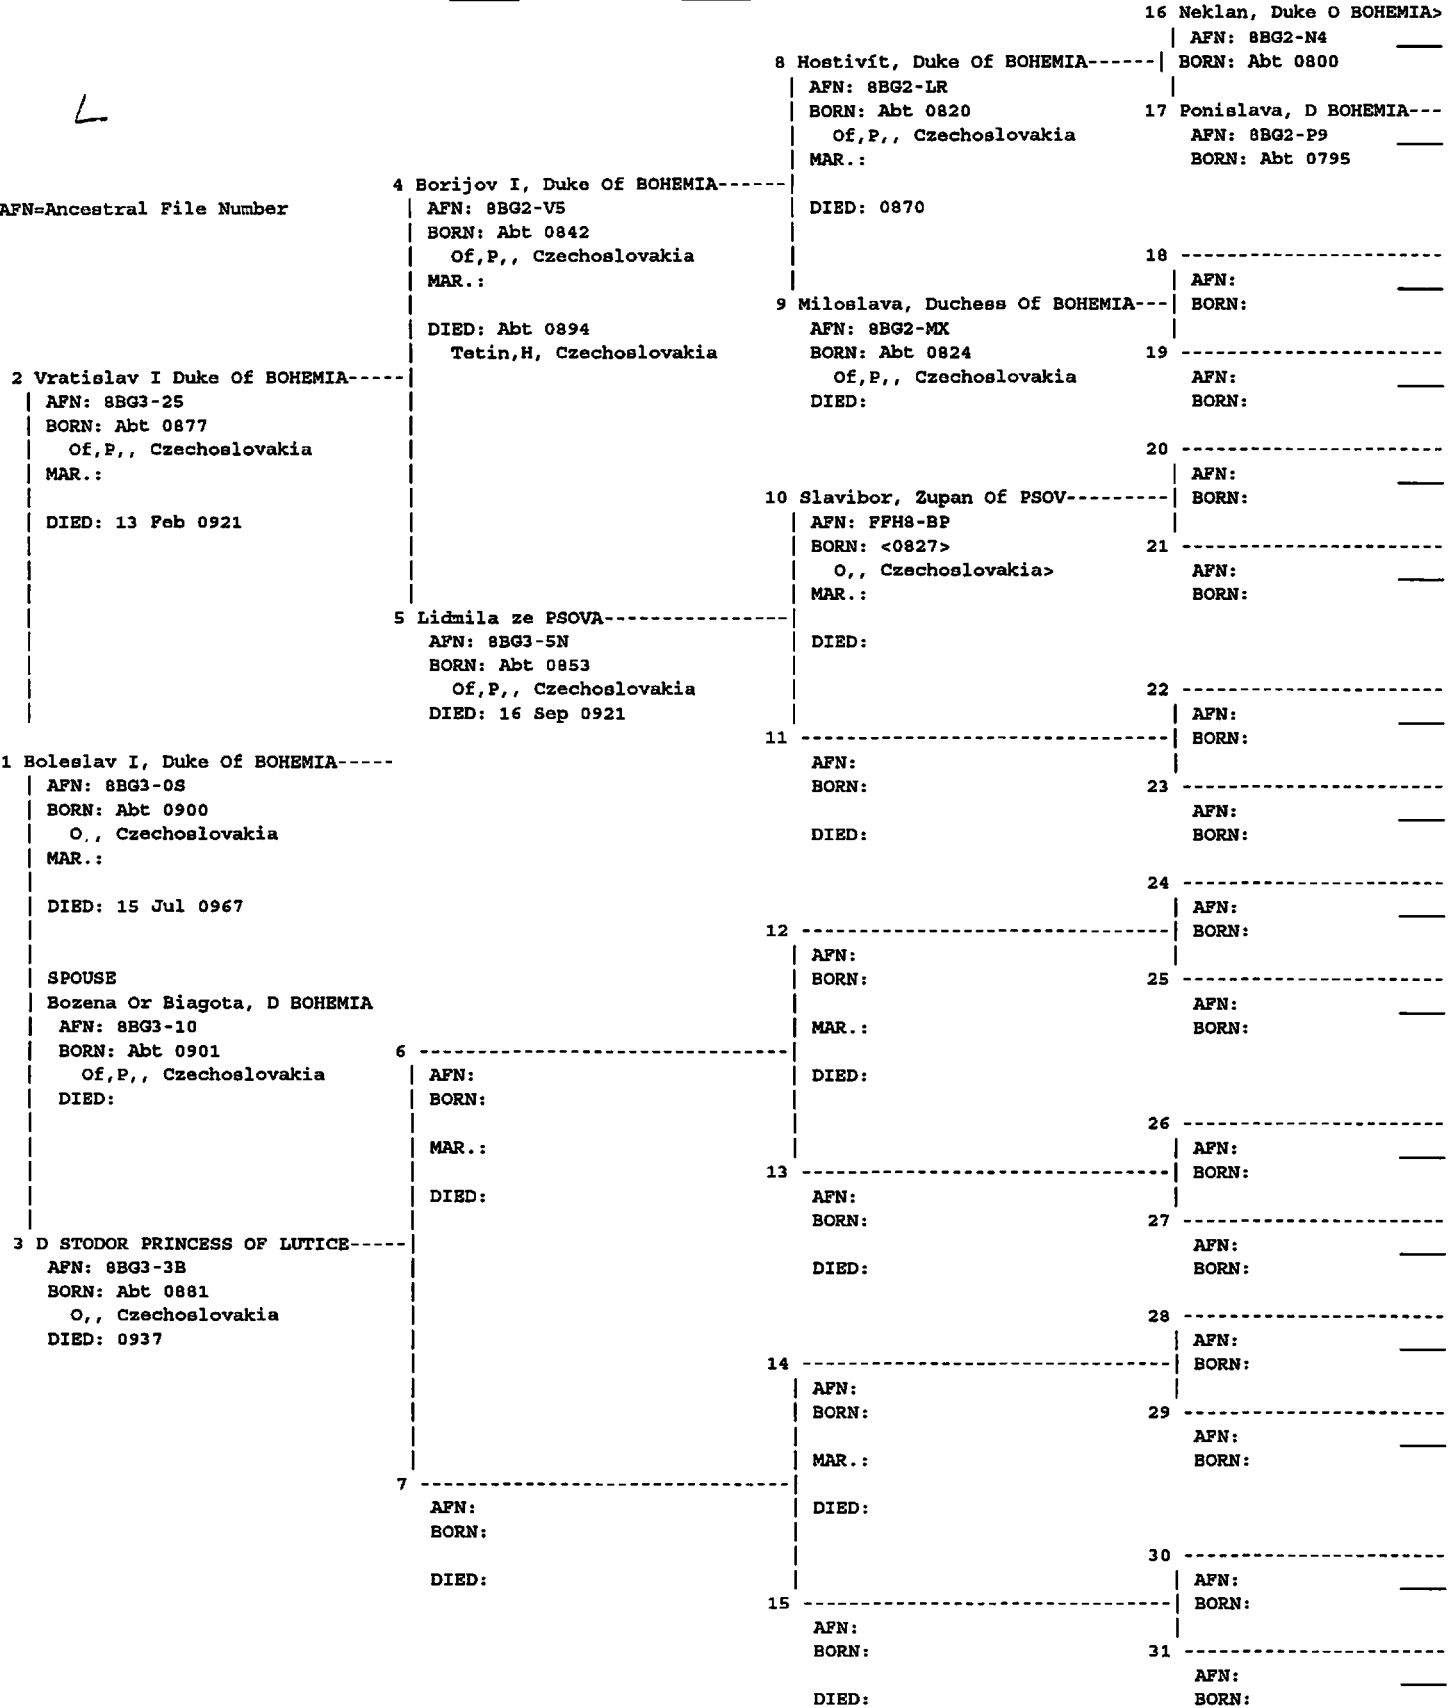 16 Neklan, Duke O BOHEMIA>
AFN: 8BG2-N4
8 Hostivít, Duke Of BOHEMIA------| BORN: Abt 0800
AFN: 8BG2-LR
BORN: Abt 0820
17 Ponislava, D BOHEMIA---
Of,P,, Czechoslovakia
AFN: 8BG2-P9
MAR.:
BORN: Abt 0795
4 Borijov I, Duke Of BOHEMIA------
AFN=Ancestral File Number
AFN: 8BG2-V5
DIED: 0870
BORN: Abt 0842
Of,P,, Czechoslovakia
18
MAR.:
AFN:
9 Miloslava, Duchess Of BOHEMIA---| BORN:
DIED: Abt 0894
AFN: 8BG2-MX
Tetin,H, Czechoslovakia
BORN: Abt 0824
19
2 Vratislav I Duke Of BOHEMIA-----
Of,P,, Czechoslovakia
AFN:
AFN: 8BG3-25
DIED:
BORN:
BORN: Abt 0877
Of,P,, Czechoslovakia
20
MAR.:
AFN:
10 Slavibor, Zupan Of PSOV---------| BORN:
DIED: 13 Feb 0921
AFN: FFH8-BP
BORN: <0827>
21
O,, Czechoslovakia>
AFN:
MAR.:
BORN:
5 Lidmila ze PSOVA---------------
AFN: 8BG3-5N
DIED:
BORN: Abt 0853
Of,P,, Czechoslovakia
22
DIED: 16 Sep 0921
AFN:
11
BORN:
1 Boleslav I, Duke Of BOHEMIA-----
AFN:
AFN: 8BG3-0S
BORN:
23
BORN: Abt 0900
AFN:
O,, Czechoslovakia
DIED:
BORN:
MAR.:
24
DIED: 15 Jul 0967
AFN:
12
BORN:
AFN:
SPOUSE
BORN:
25
Bozena Or Biagota, D BOHEMIA
AFN:
AFN: 8BG3-10
MAR.:
BORN:
BORN: Abt 0901
6
Of,P,, Czechoslovakia
AFN:
DIED:
DIED:
BORN:
26
MAR.:
AFN:
13
BORN:
DIED:
AFN:
BORN:
27
3 D STODOR PRINCESS OF LUTICE-----
AFN:
AFN: 8BG3-3B
DIED:
BORN:
BORN: Abt 0881
O,, Czechoslovakia
28
DIED: 0937
AFN:
14
BORN:
AFN:
BORN:
29
AFN:
MAR.:
BORN:
7
AFN:
DIED:
BORN:
30
DIED:
AFN:
15
BORN:
AFN:
BORN:
31
AFN:
DIED:
BORN: